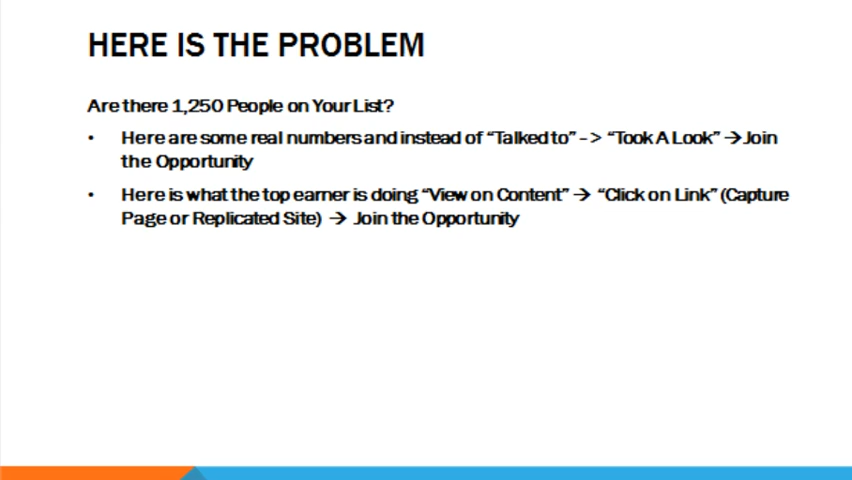 HERE IS THE PROBLEM
Are there 1,250 People on Your List?
• Here are some real numbers and instead of “Talked to” -> “Took A Look” →Join
the Opportunity
• Here is what the top earner is doing “View on Content” → “Click on Link” (Capture
Page or Replicated Site) → Join the Opportunity